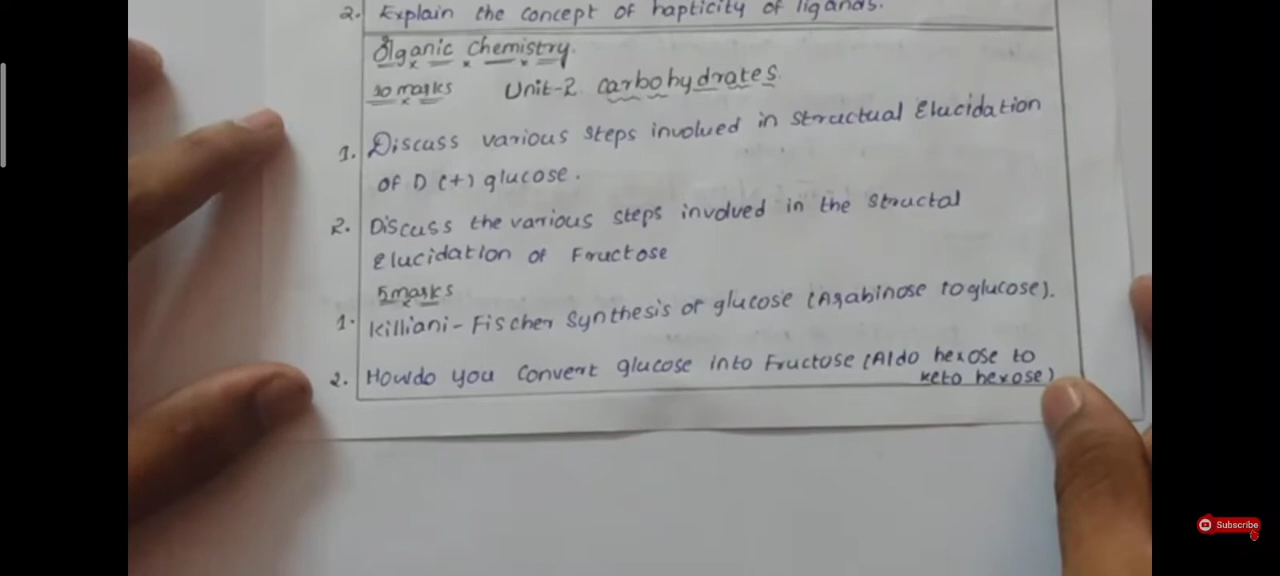 2. Explain the concept of hapticity of ligands.
Organic Chemistry.
10 marks Unit-2 carbohydrates.
1. Discuss various steps involved in structual Elucidation
of D (+) glucose.
2. Discuss the various steps involved in the structal
elucidation of Fructose
5marks
1. Killiani-Fischer synthesis of glucose (Arabinose to glucose).
2. How do you convert glucose into Fructose (Aldo hexose to
keto hexose)
Subscribe